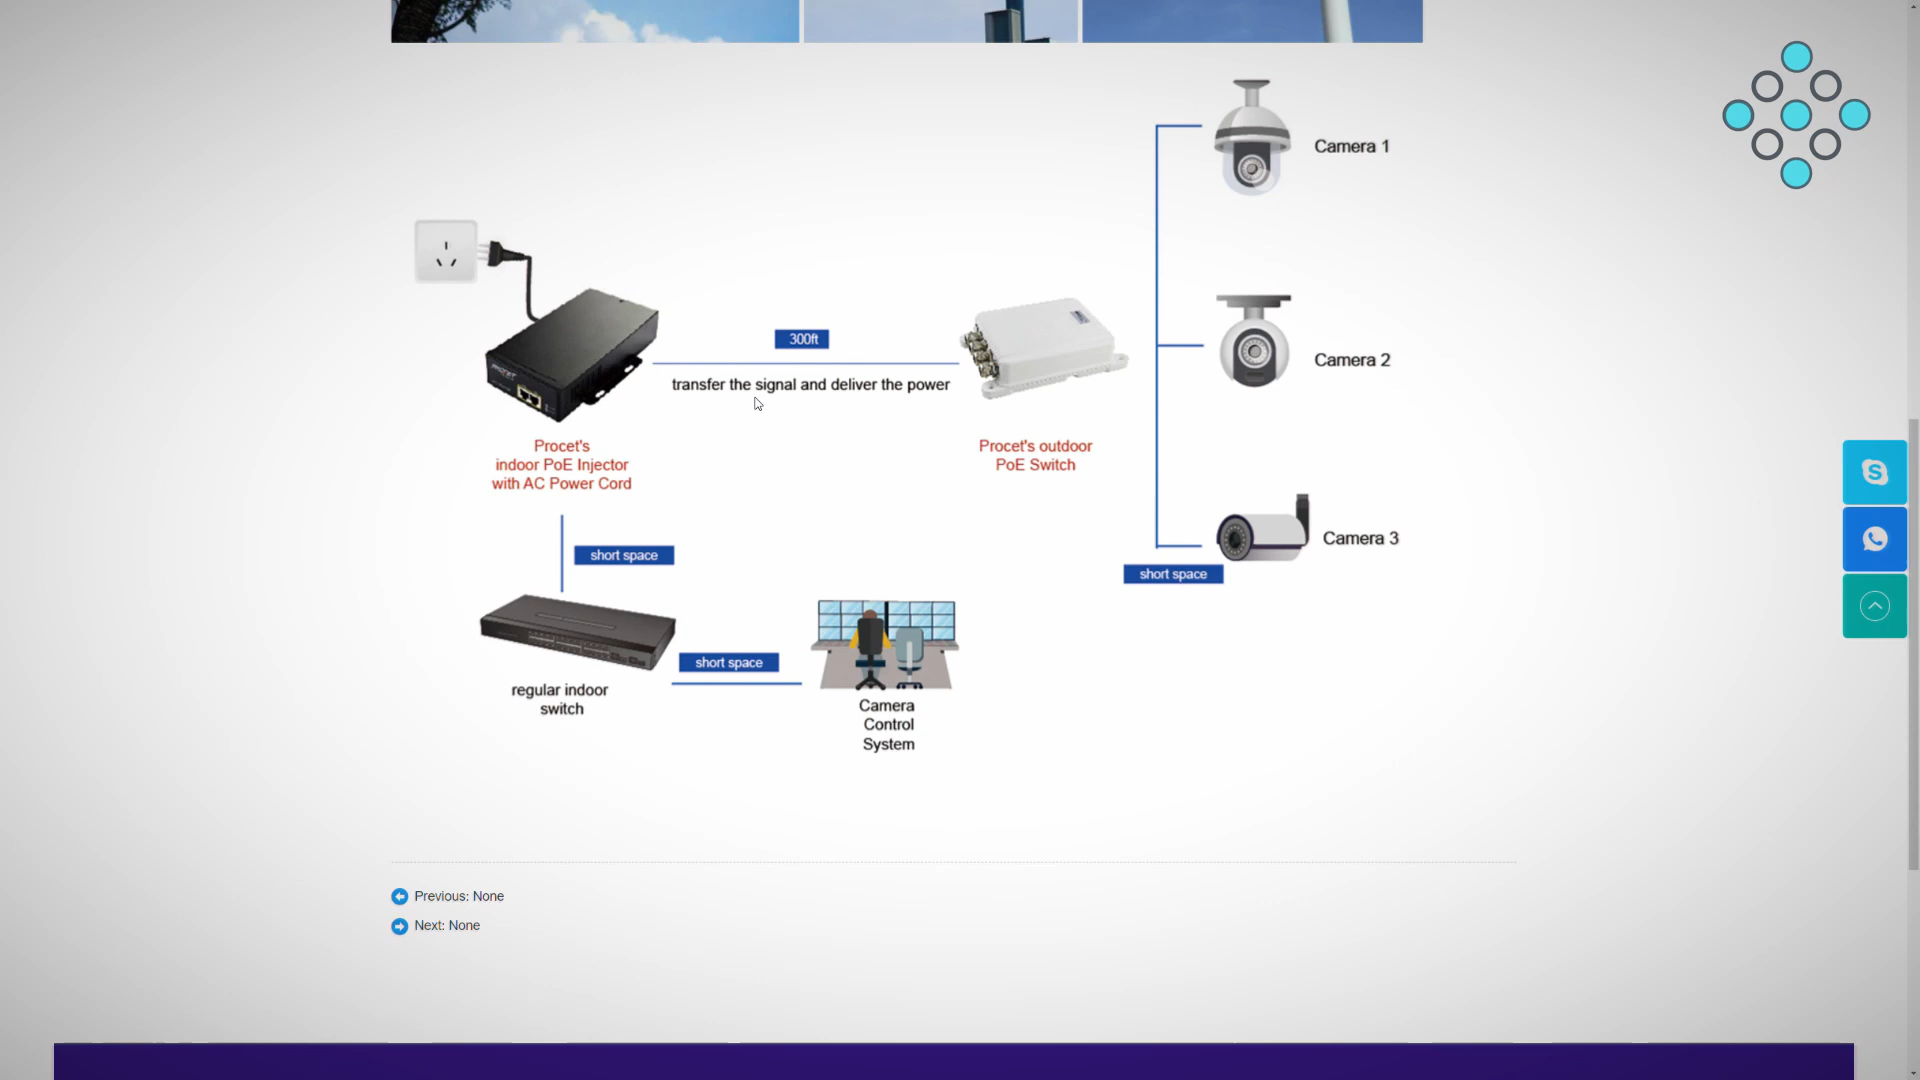 Camera 1
300ft
transfer the signal and deliver the power
Camera 2
Procet's
indoor PoE Injector
with AC Power Cord
Procet's outdoor
PoE Switch
short space
Camera 3
short space
short space
regular indoor
switch
Camera
Control
System
Previous: None
Next: None